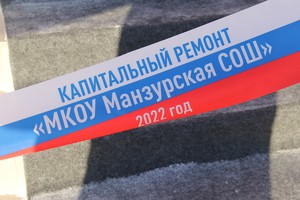 КАПИТАЛЬНЫЙ РЕМОНТ
«МКОУ Манзурская СОШ»
2022 год